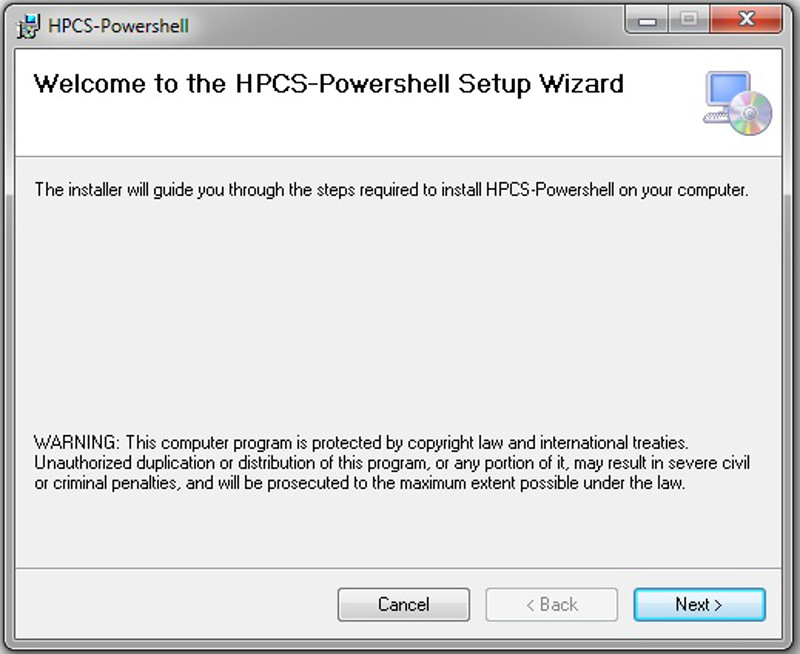 HPCS-Powershell
Welcome to the HPCS-Powershell Setup Wizard
The installer will guide you through the steps required to install HPCS-Powershell on your computer.
WARNING: This computer program is protected by copyright law and international treaties.
Unauthorized duplication or distribution of this program, or any portion of it, may result in severe civil
or criminal penalties, and will be prosecuted to the maximum extent possible under the law.
Cancel
< Back
Next >